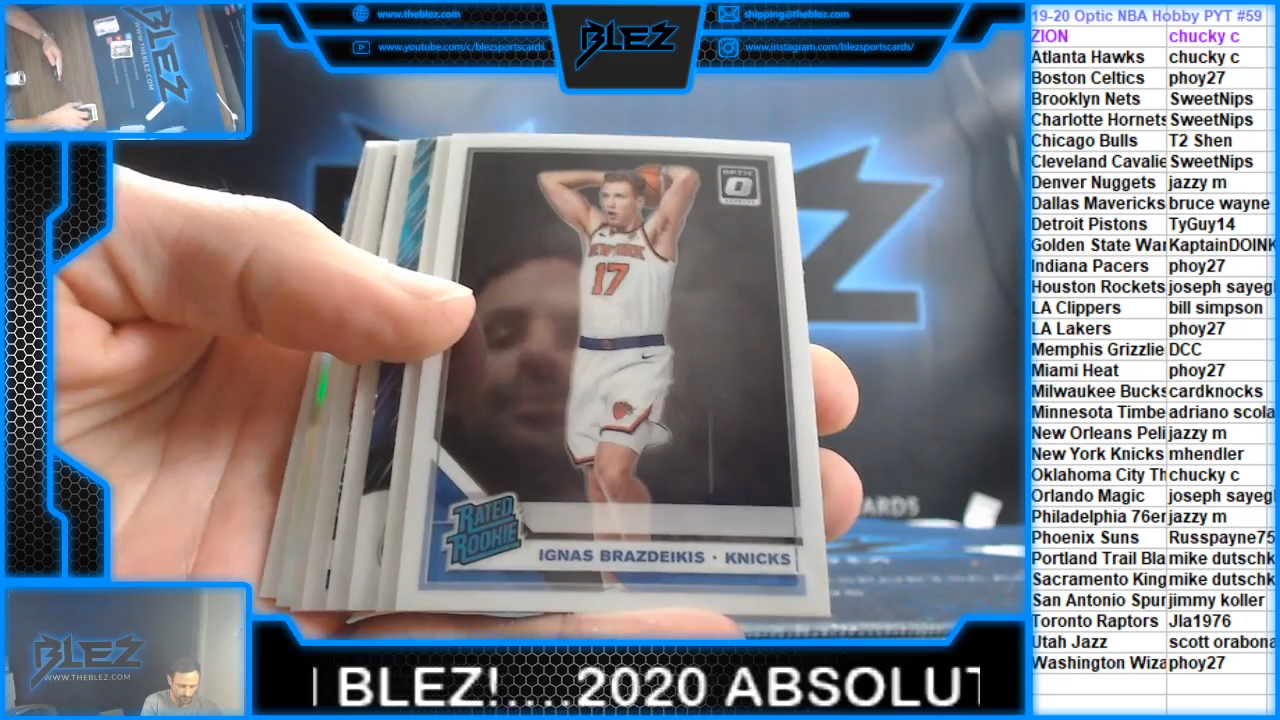 BLEZ
WWW.THEBLEZ.COM
www.theblez.com
www.youtube.com/c/blezsportscards
BLEZ
shipping@theblez.com
www.instagram.com/blezsportscards/
OPTIC
NEW YORK
17
RATED
ROOKIE
IGNAS BRAZDEIKIS · KNICKS
ARDS
BLEZ
WWW.THEBLEZ.COM
BLEZ!....2020 ABSOLUT
19-20 Optic NBA Hobby PYT #59
ZION chucky c
Atlanta Hawks chucky c
Boston Celtics phoy27
Brooklyn Nets SweetNips
Charlotte Hornets SweetNips
Chicago Bulls T2 Shen
Cleveland Cavalie SweetNips
Denver Nuggets jazzy m
Dallas Mavericks bruce wayne
Detroit Pistons TyGuy14
Golden State War KaptainDOINK
Indiana Pacers phoy27
Houston Rockets joseph sayeg
LA Clippers bill simpson
LA Lakers phoy27
Memphis Grizzlie DCC
Miami Heat phoy27
Milwaukee Bucks cardknocks
Minnesota Timbe adriano scola
New Orleans Peli jazzy m
New York Knicks mhendler
Oklahoma City Th chucky c
Orlando Magic joseph sayeg
Philadelphia 76er jazzy m
Phoenix Suns Russpayne75
Portland Trail Bla mike dutschk
Sacramento King mike dutschk
San Antonio Spur jimmy koller
Toronto Raptors Jla1976
Utah Jazz scott orabona
Washington Wiza phoy27